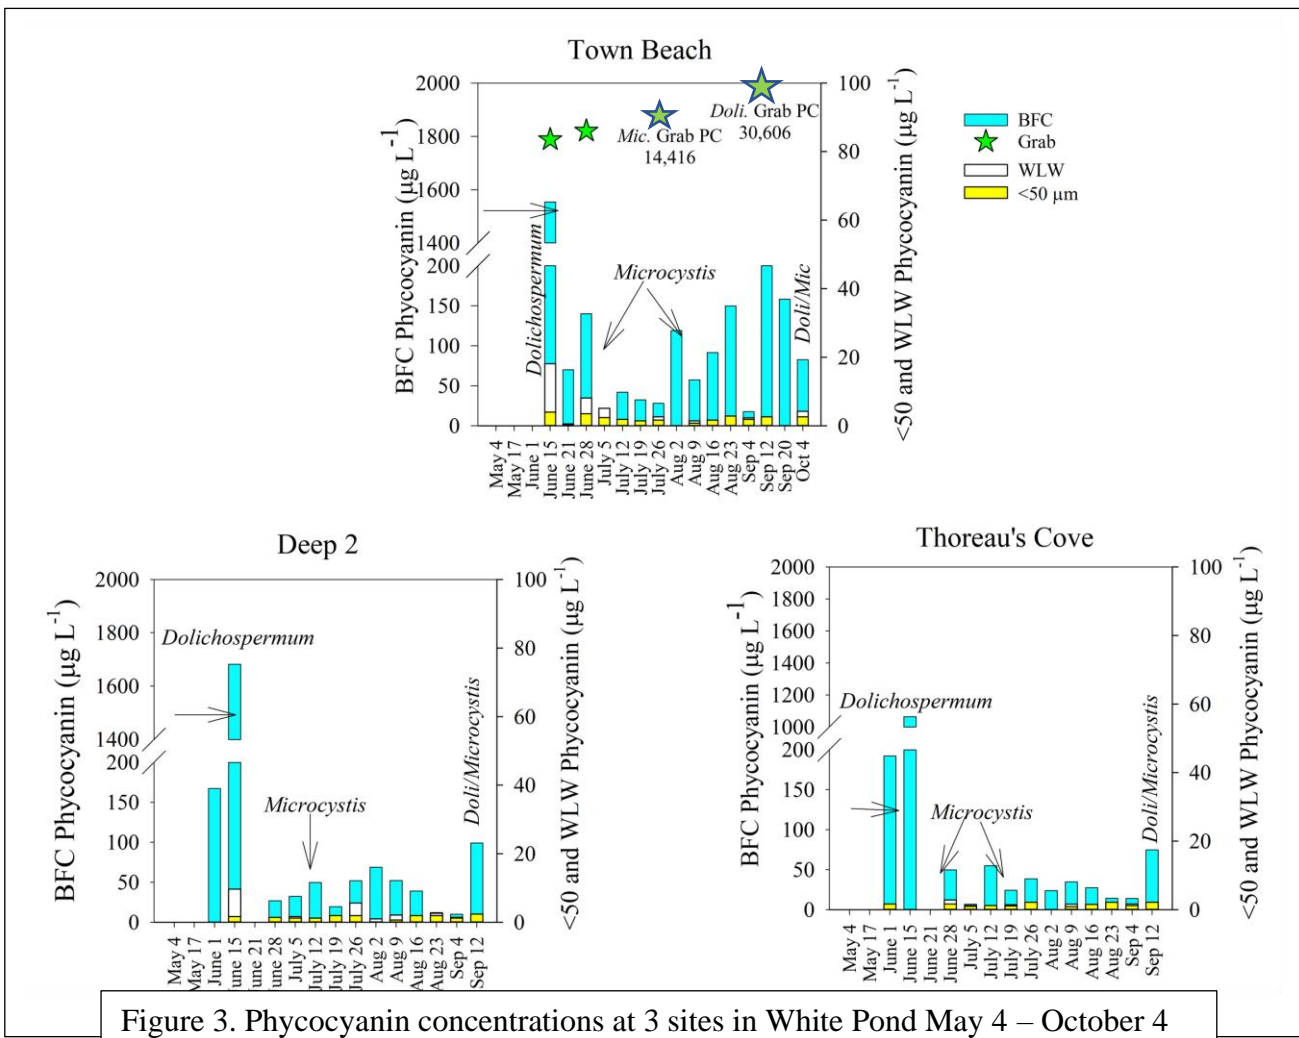 Town Beach
BFC Phycocyanin (µg L⁻¹)
2000
1800
1600
1400
200
150
100
50
0
Dolichospermum
Microcystis
Mic. Grab PC
14,416
Doli. Grab PC
30,606
Doli/Mic
100
80
60
40
20
0
<50 and WLW Phycocyanin (µg L⁻¹)
May 4
May 17
June 1
June 15
June 21
June 28
July 5
July 12
July 19
July 26
Aug 2
Aug 9
Aug 16
Aug 23
Sep 4
Sep 12
Sep 20
Oct 4
BFC
Grab
WLW
<50 µm
Deep 2
BFC Phycocyanin (µg L⁻¹)
2000
1800
1600
1400
200
150
100
50
0
Dolichospermum
Microcystis
Doli/Microcystis
100
80
60
40
20
0
<50 and WLW Phycocyanin (µg L⁻¹)
May 4
May 17
June 1
June 15
June 21
June 28
July 5
July 12
July 19
July 26
Aug 2
Aug 9
Aug 16
Aug 23
Sep 4
Sep 12
Thoreau's Cove
BFC Phycocyanin (µg L⁻¹)
2000
1800
1600
1400
1200
1000
200
150
100
50
0
Dolichospermum
Microcystis
Doli/Microcystis
100
80
60
40
20
0
<50 and WLW Phycocyanin (µg L⁻¹)
May 4
May 17
June 1
June 15
June 21
June 28
July 5
July 12
July 19
July 26
Aug 2
Aug 9
Aug 16
Aug 23
Sep 4
Sep 12
Figure 3. Phycocyanin concentrations at 3 sites in White Pond May 4 – October 4